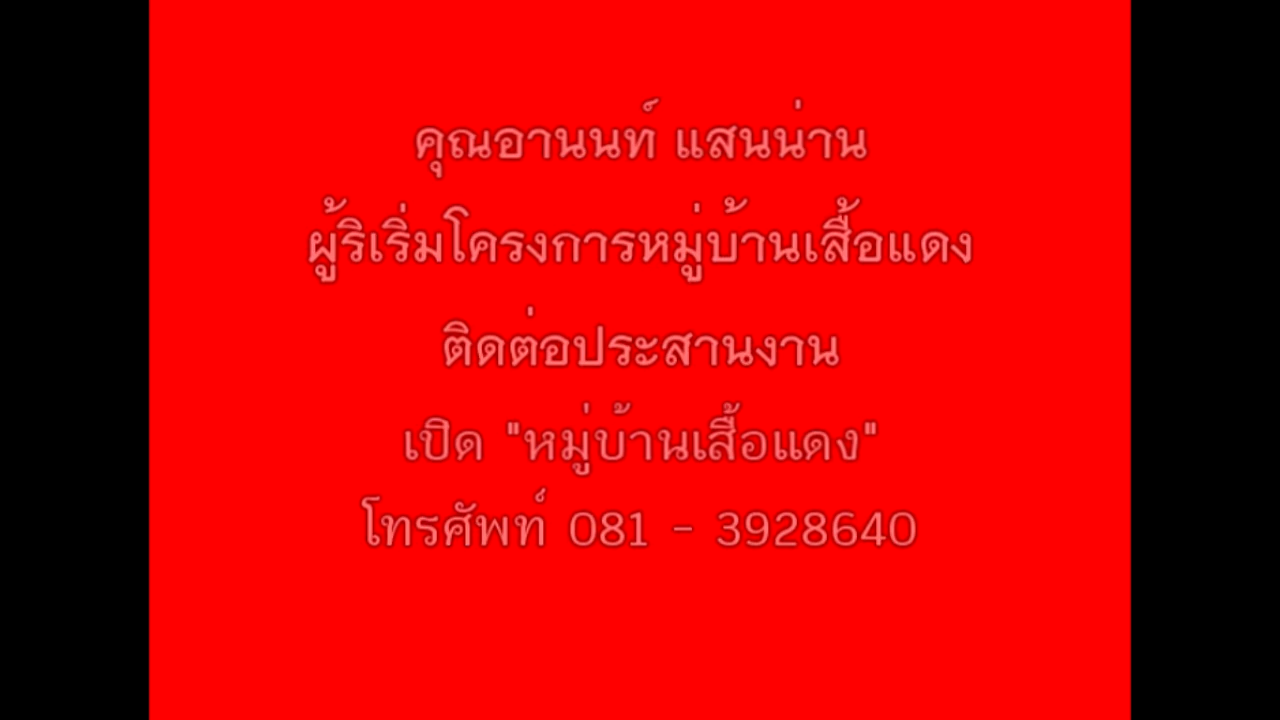 คุณอานนท์ แสนน่าน
ผู้ริเริ่มโครงการหมู่บ้านเสื้อแดง
ติดต่อประสานงาน
เปิด "หมู่บ้านเสื้อแดง"
โทรศัพท์ 081 - 3928640